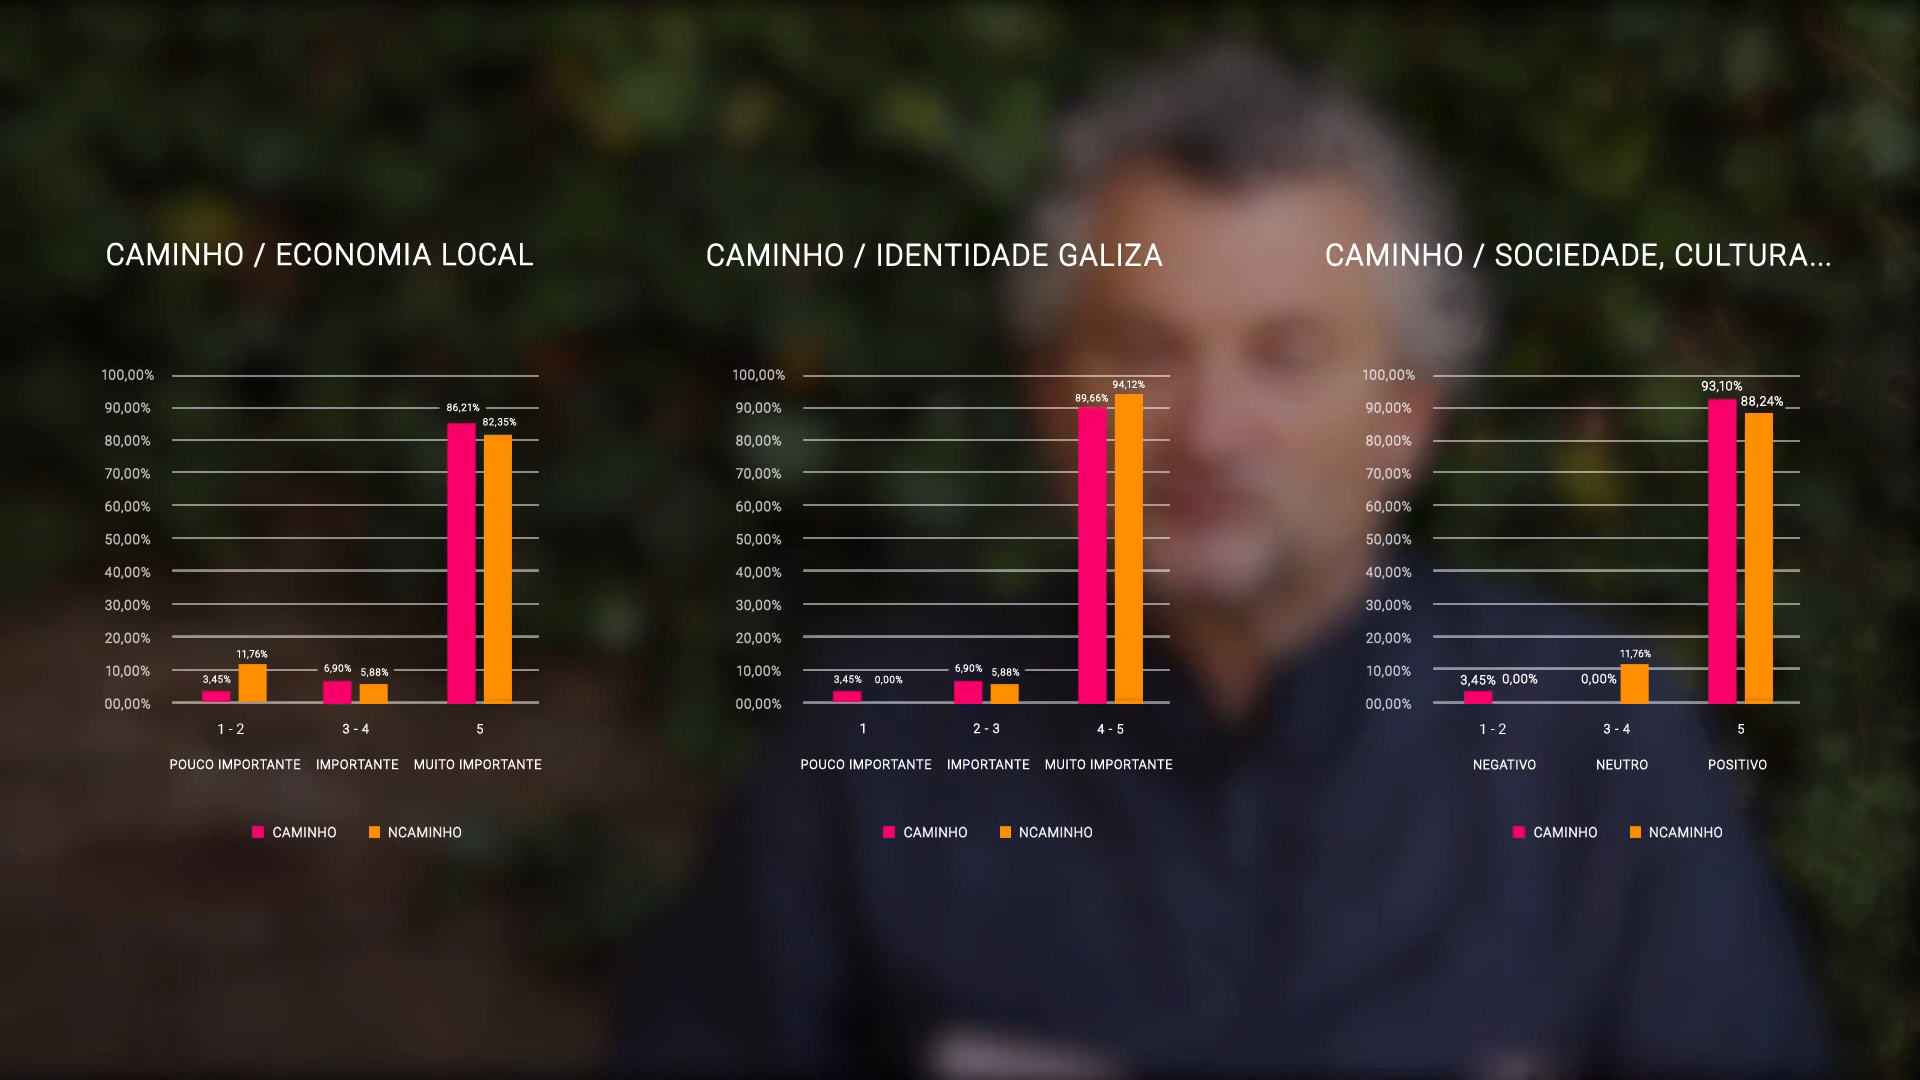 CAMINHO / ECONOMIA LOCAL
100,00%
90,00%
80,00%
70,00%
60,00%
50,00%
40,00%
30,00%
20,00%
10,00%
00,00%
3,45%
11,76%
6,90%
5,88%
86,21%
82,35%
1 - 2
3 - 4
5
POUCO IMPORTANTE
IMPORTANTE
MUITO IMPORTANTE
CAMINHO
NCAMINHO
CAMINHO / IDENTIDADE GALIZA
100,00%
90,00%
80,00%
70,00%
60,00%
50,00%
40,00%
30,00%
20,00%
10,00%
00,00%
3,45%
0,00%
6,90%
5,88%
89,66%
94,12%
1
2 - 3
4 - 5
POUCO IMPORTANTE
IMPORTANTE
MUITO IMPORTANTE
CAMINHO
NCAMINHO
CAMINHO / SOCIEDADE, CULTURA...
100,00%
90,00%
80,00%
70,00%
60,00%
50,00%
40,00%
30,00%
20,00%
10,00%
00,00%
3,45%
0,00%
0,00%
11,76%
93,10%
88,24%
1 - 2
3 - 4
5
NEGATIVO
NEUTRO
POSITIVO
CAMINHO
NCAMINHO